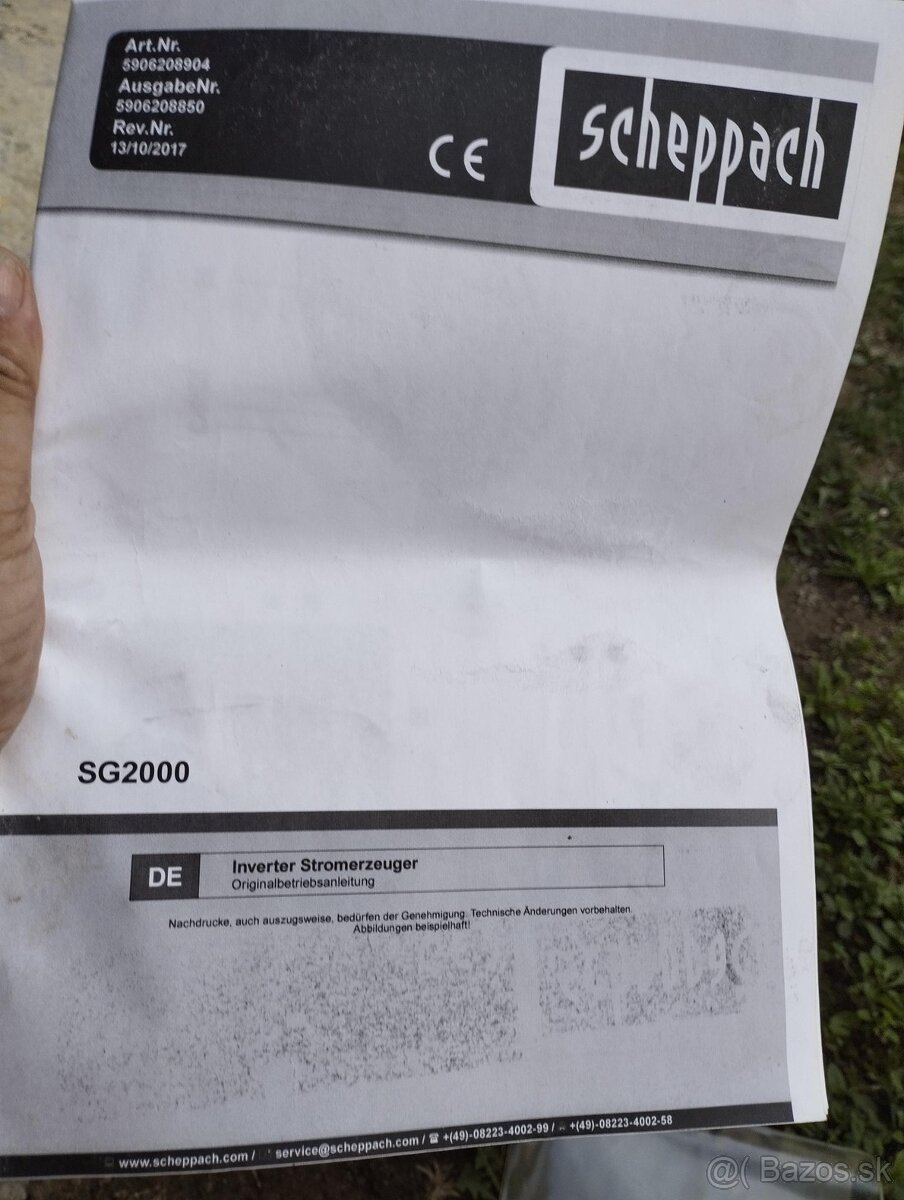 Art.Nr.
5906208904
AusgabeNr.
5906208850
Rev.Nr.
13/10/2017
CE
scheppach
SG2000
DE
Inverter Stromerzeuger
Originalbetriebsanleitung
Nachdrucke, auch auszugsweise, bedürfen der Genehmigung. Technische Änderungen vorbehalten.
Abbildungen beispielhaft!
www.scheppach.com / service@scheppach.com / ☎ +(49)-08223-4002-99 / +(49)-08223-4002-58
@( Bazos.sk